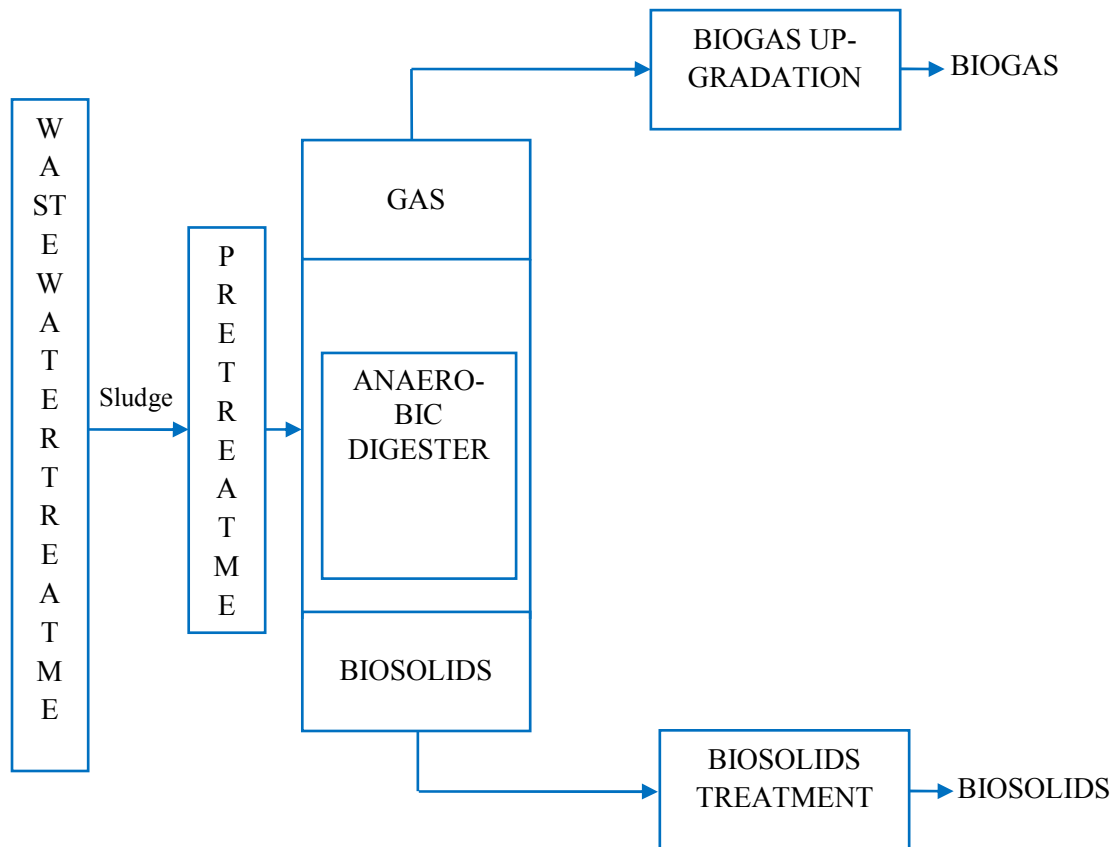 W
A
ST
E
W
A
T
E
R
T
R
E
A
T
M
E
Sludge
P
R
E
T
R
E
A
T
M
E
GAS
ANAERO-
BIC
DIGESTER
BIOSOLIDS
BIOGAS UP-
GRADATION
BIOGAS
BIOSOLIDS
TREATMENT
BIOSOLIDS